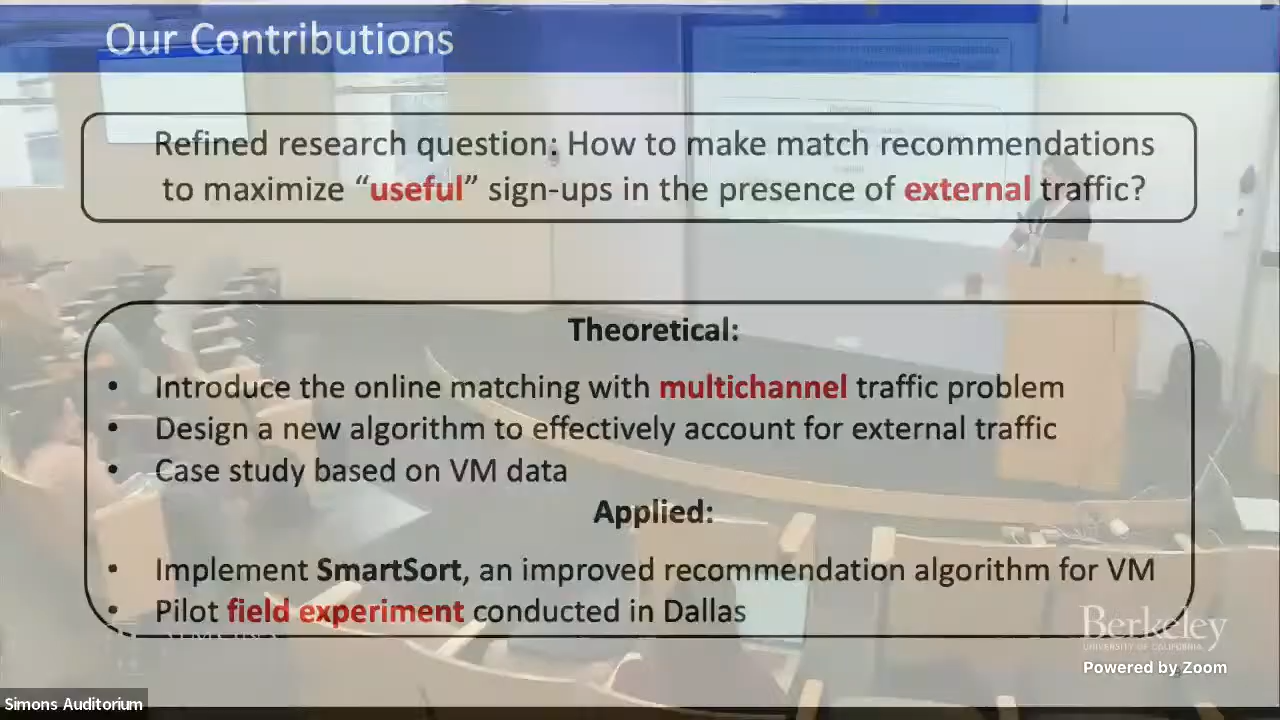 Our Contributions
Refined research question: How to make match recommendations
to maximize “useful” sign-ups in the presence of external traffic?
Theoretical:
• Introduce the online matching with multichannel traffic problem
• Design a new algorithm to effectively account for external traffic
• Case study based on VM data
Applied:
• Implement SmartSort, an improved recommendation algorithm for VM
• Pilot field experiment conducted in Dallas
Berkeley
UNIVERSITY OF CALIFORNIA
Powered by Zoom
Simons Auditorium